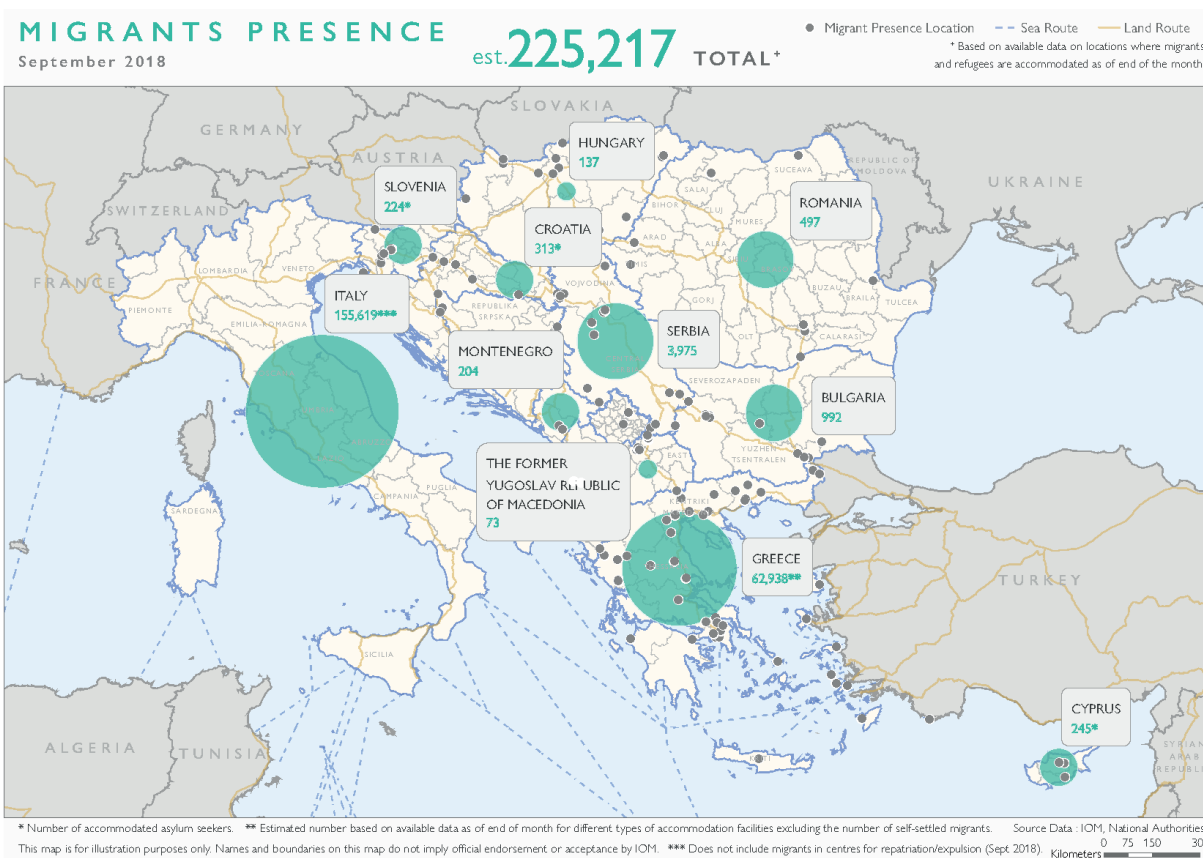 MIGRANTS PRESENCE
September 2018
est.225,217 TOTAL+
Migrant Presence Location
Sea Route
Land Route
+ Based on available data on locations where migrants
and refugees are accommodated as of end of the month
SLOVAKIA
GERMANY
AUSTRIA
HUNGARY
137
SUCEAVA
REPUBLIC OF
MOLDOVA
UKRAINE
SLOVENIA
224*
SALAJ
BIHOR
CLUJ
MURES
ROMANIA
497
SWITZERLAND
CROATIA
313*
ARAD
ALBA
LOMBARDIA
VENETO
FRANCE
VOJVODINA
BUZAU
BRAILA
TULCEA
ITALY
155,619***
PIEMONTE
EMILIA-ROMAGNA
REPUBLIKA
SRPSKA
GORJ
OLT
CALARASI
SERBIA
3,975
MONTENEGRO
204
SEVEROZAPADEN
BULGARIA
992
YUZHEN
TSENTRALEN
THE FORMER
YUGOSLAV REPUBLIC
OF MACEDONIA
73
EAST
CAMPANIA
PUGLIA
SARDEGNA
GREECE
62,938**
TURKEY
SICILIA
CYPRUS
245*
ALGERIA
TUNISIA
SYRIAN
ARAB
REPUBLIC
* Number of accommodated asylum seekers. ** Estimated number based on available data as of end of month for different types of accommodation facilities excluding the number of self-settled migrants. Source Data : IOM, National Authorities
This map is for illustration purposes only. Names and boundaries on this map do not imply official endorsement or acceptance by IOM. *** Does not include migrants in centres for repatriation/expulsion (Sept 2018).
Kilometers
0 75 150